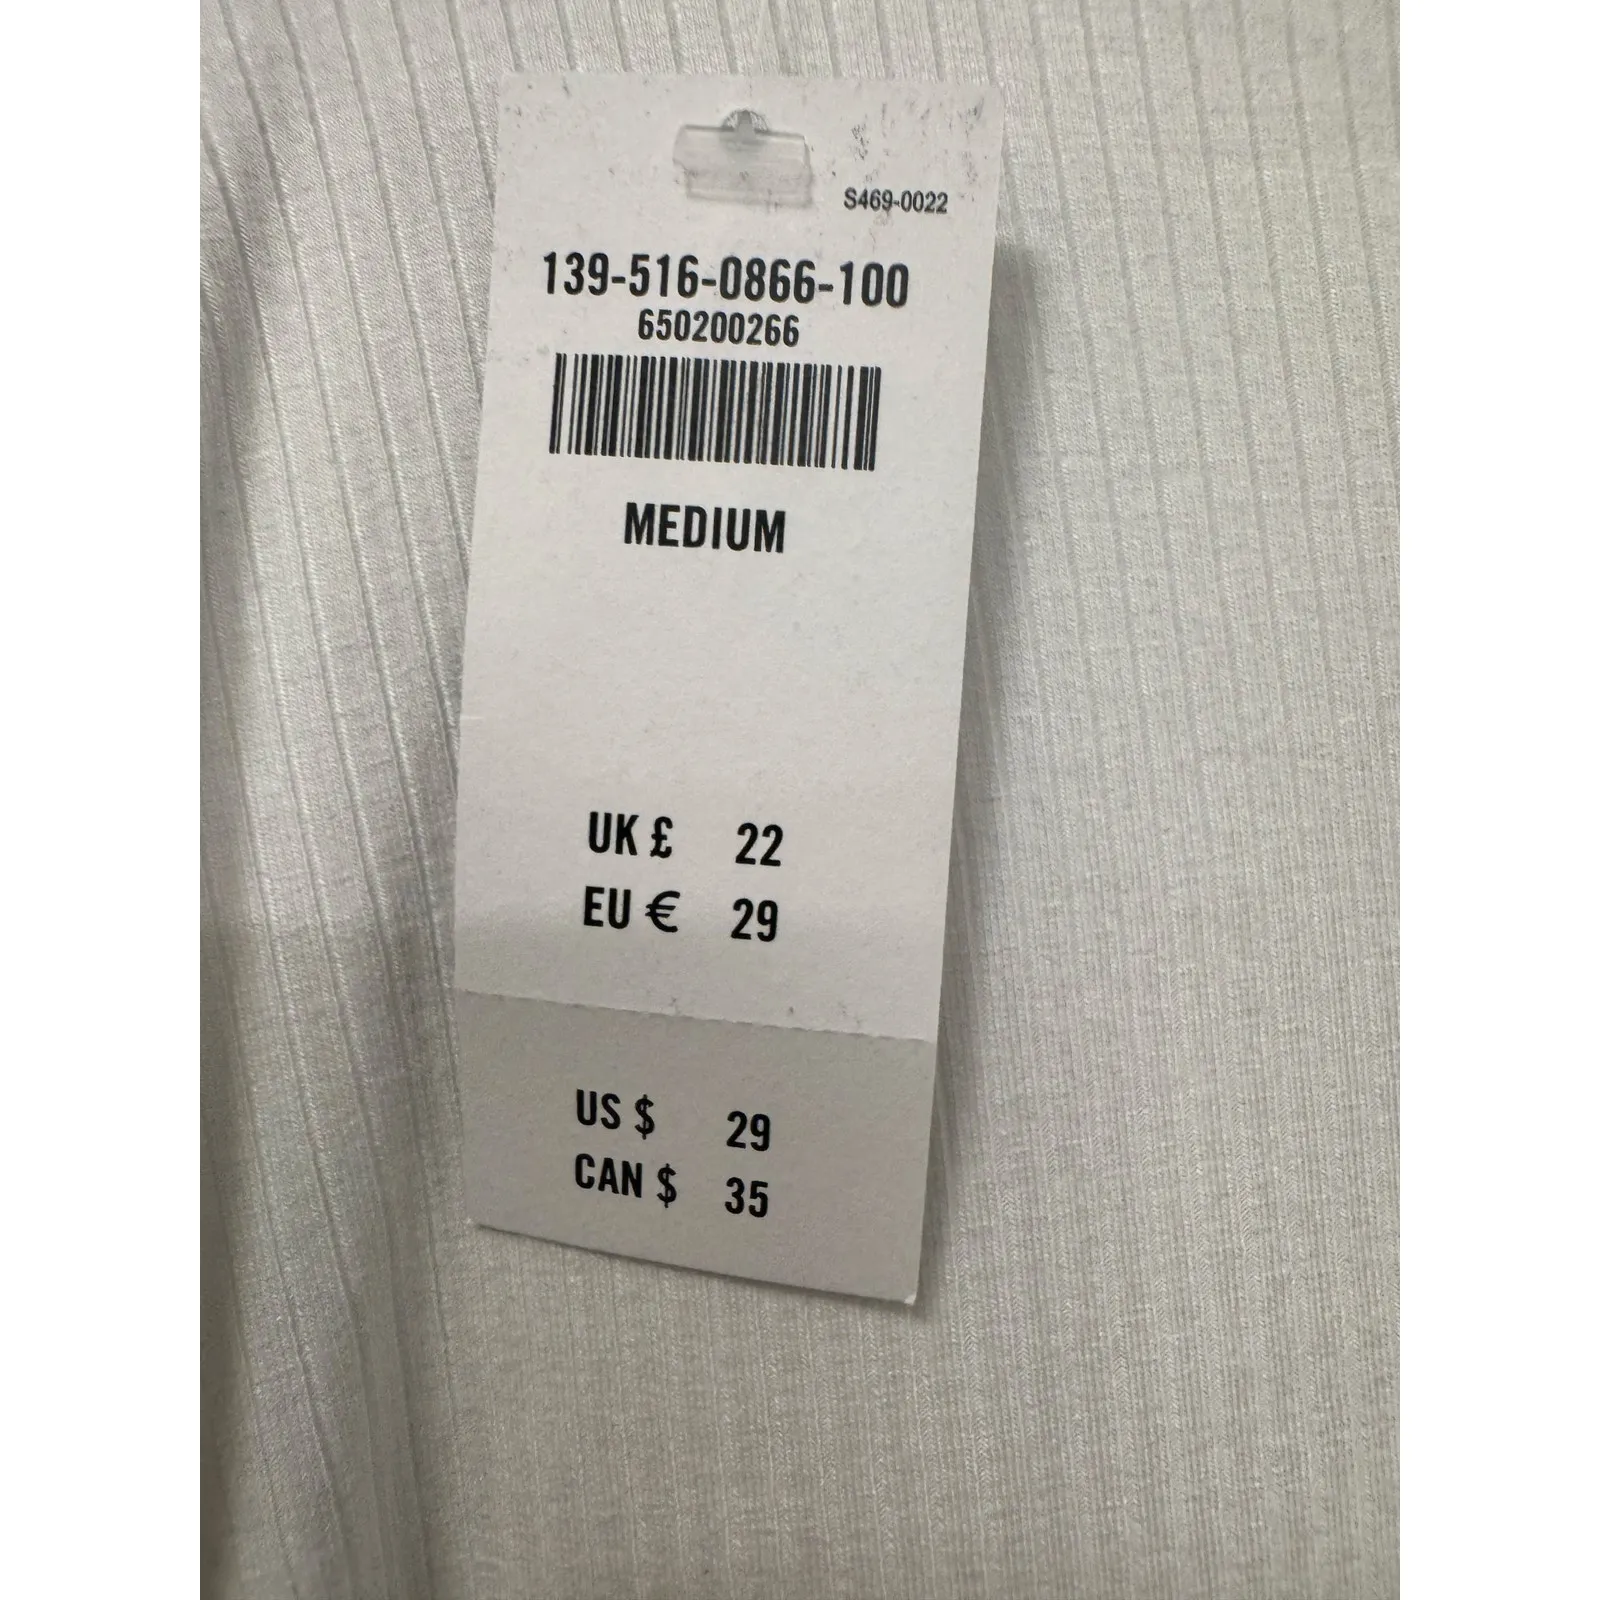 S469-0022
139-516-0866-100
650200266
MEDIUM
UK £ 22
EU € 29
US $ 29
CAN $ 35